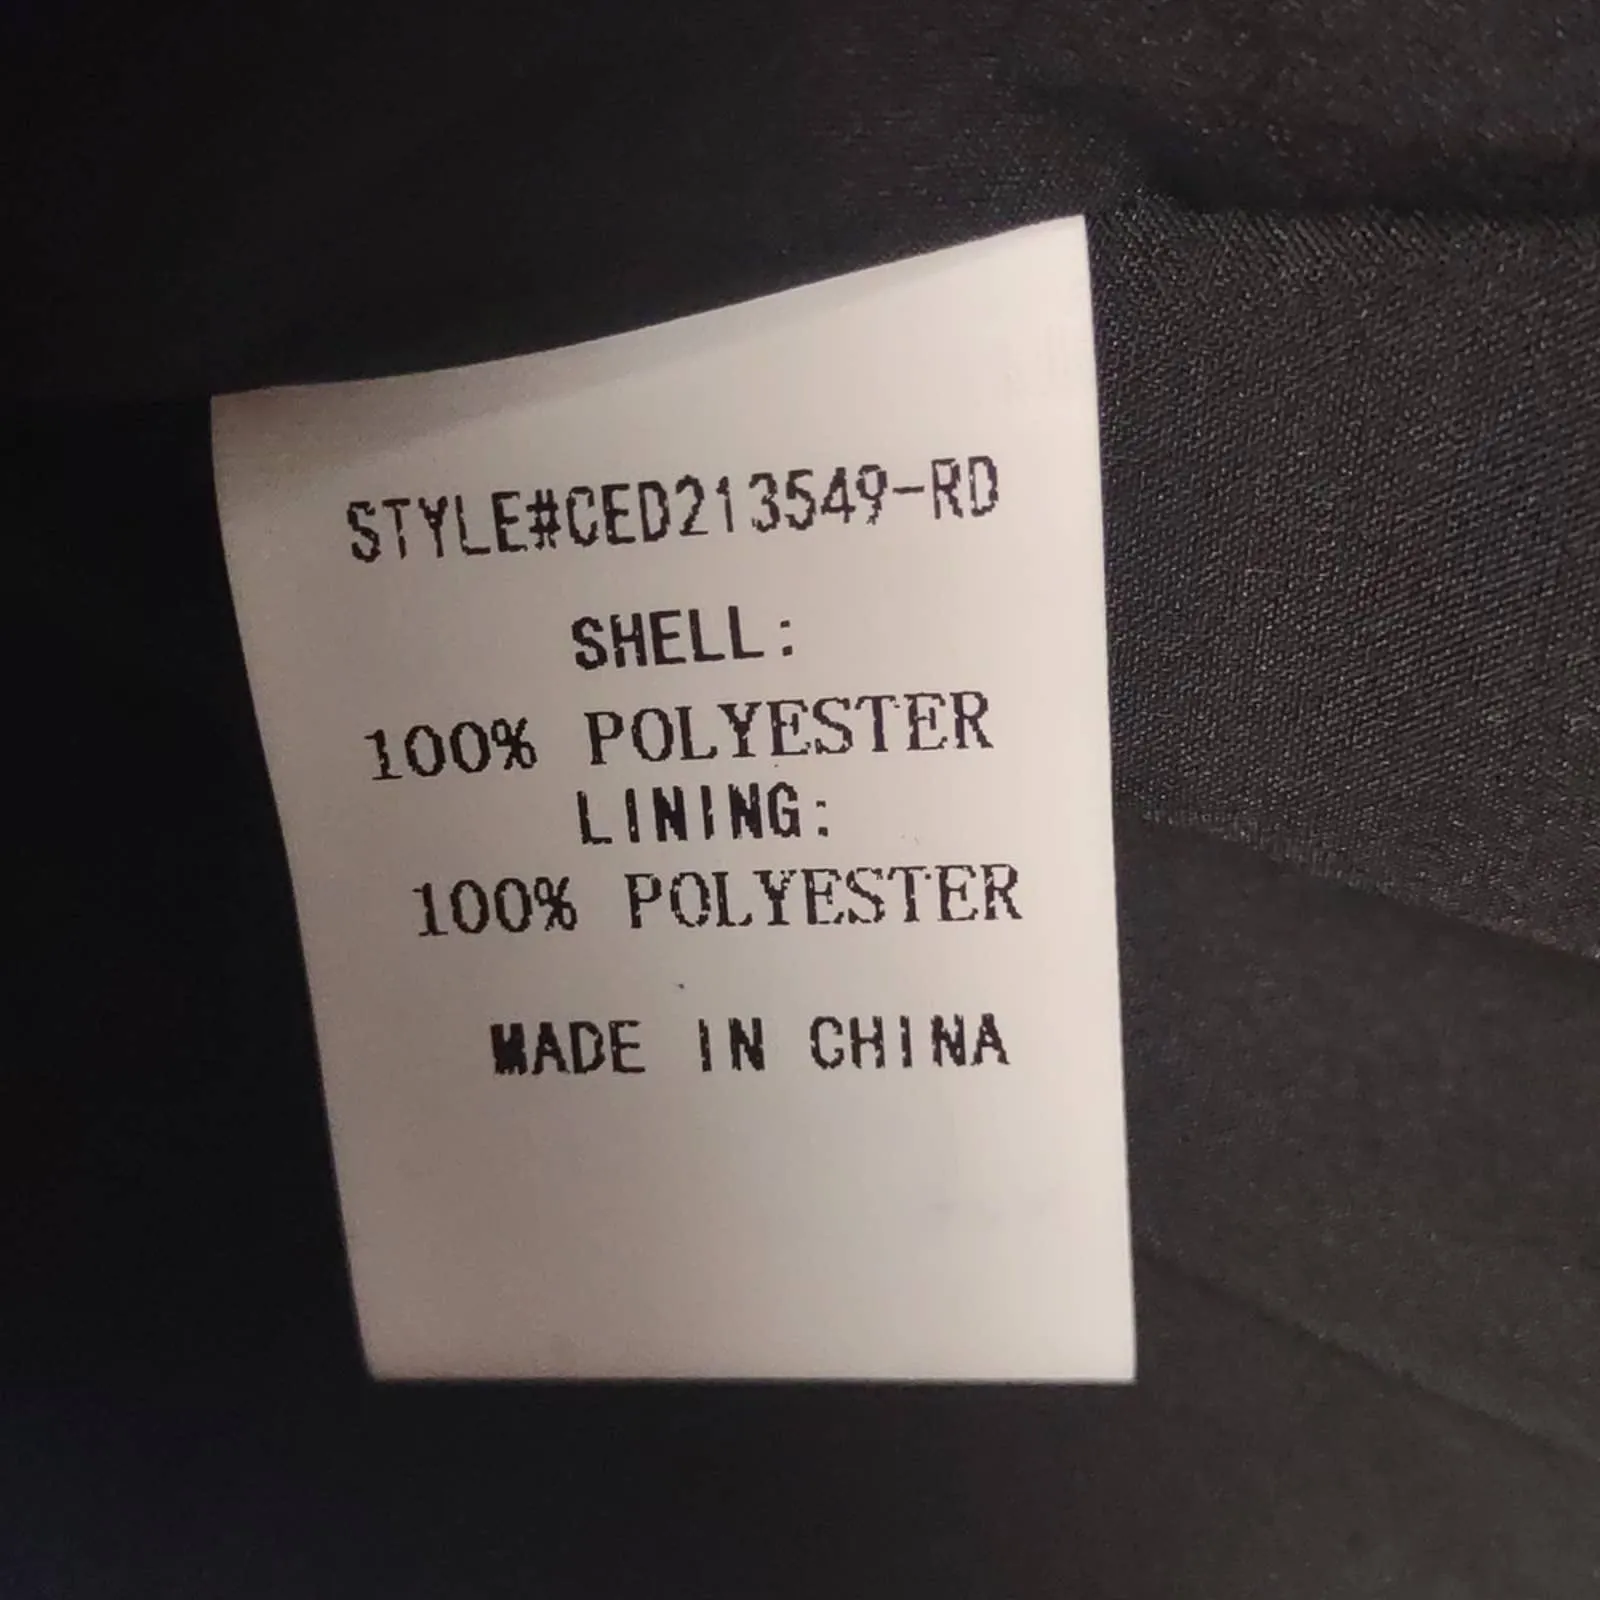 STYLE#CED213549-RD
SHELL:
100% POLYESTER
LINING:
100% POLYESTER
MADE IN CHINA